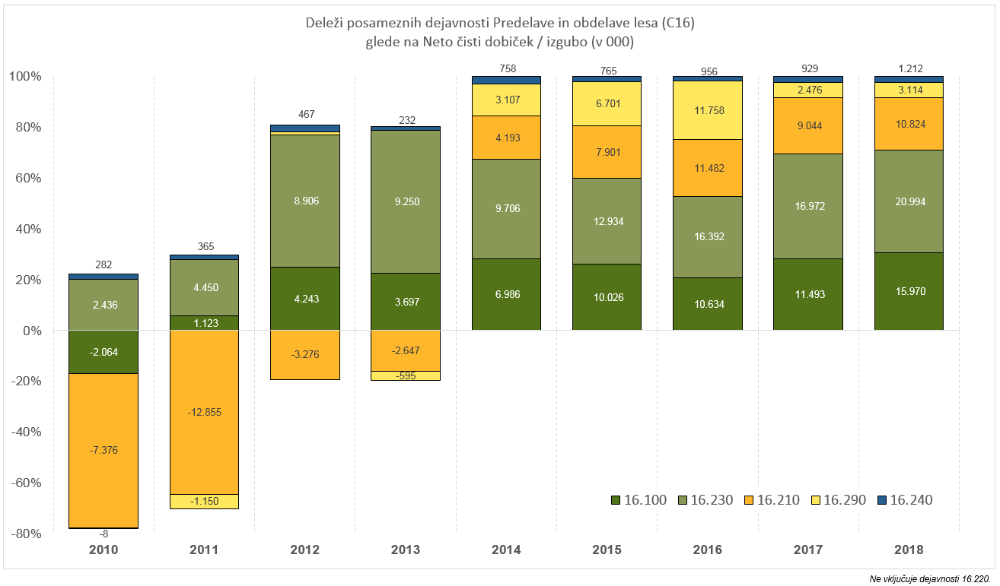 Deleži posameznih dejavnosti Predelave in obdelave lesa (C16)
glede na Neto čisti dobiček / izgubo (v 000)
758 765 956 929 1.212
100%
2.476 3.114
3.107 6.701 11.758
467 232
80%
4.193 7.901 11.482 9.044 10.824
60%
8.906 9.250 9.706 12.934 16.392 16.972 20.994
40%
282 365
20%
2.436 4.450 4.243 3.697 6.986 10.026 10.634 11.493 15.970
1.123
0%
-2.064 -3.276 -2.647
-595
-20%
-12.855
-40%
-7.376
-60%
-1.150
16.100 16.230 16.210 16.290 16.240
-80%
-8
2010 2011 2012 2013 2014 2015 2016 2017 2018
Ne vključuje dejavnosti 16.220.